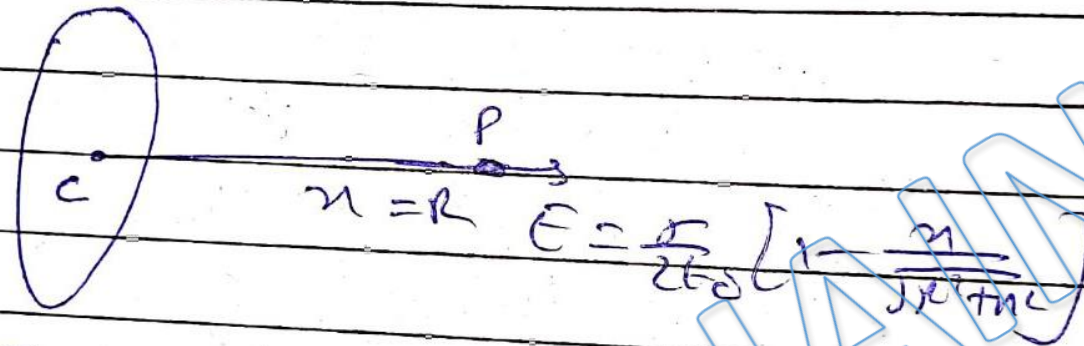 P
C
x = R
E = σ/2ε₀ [1 - x/√R²+x²]